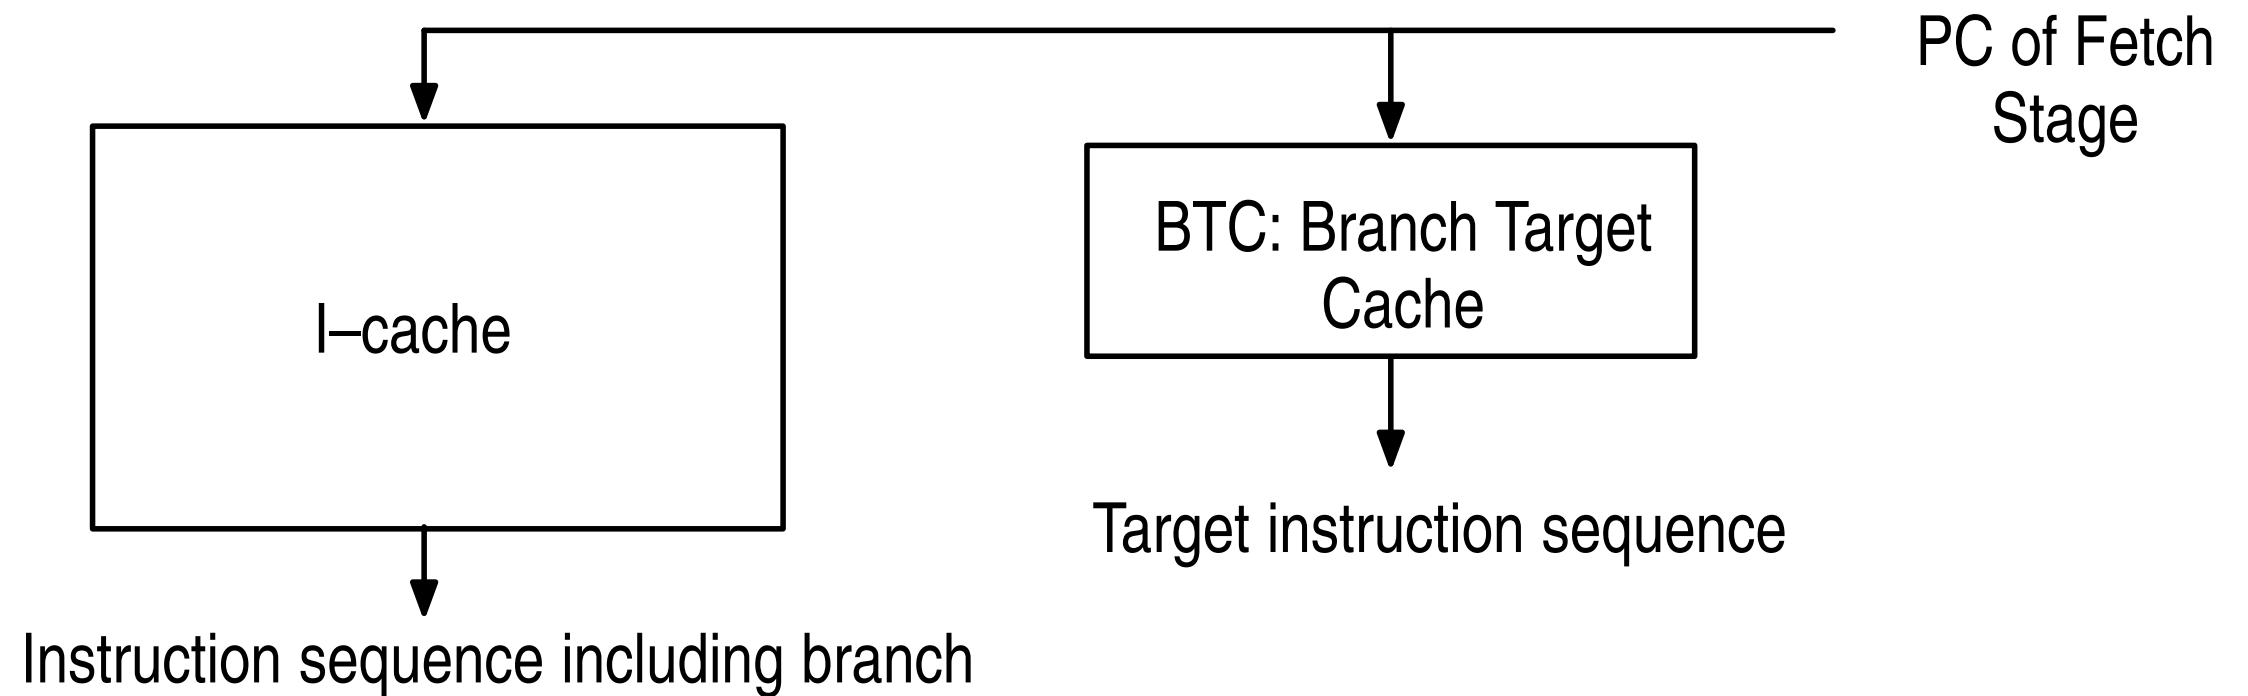 PC of Fetch
Stage
BTC: Branch Target
Cache
I–cache
Target instruction sequence
Instruction sequence including branch